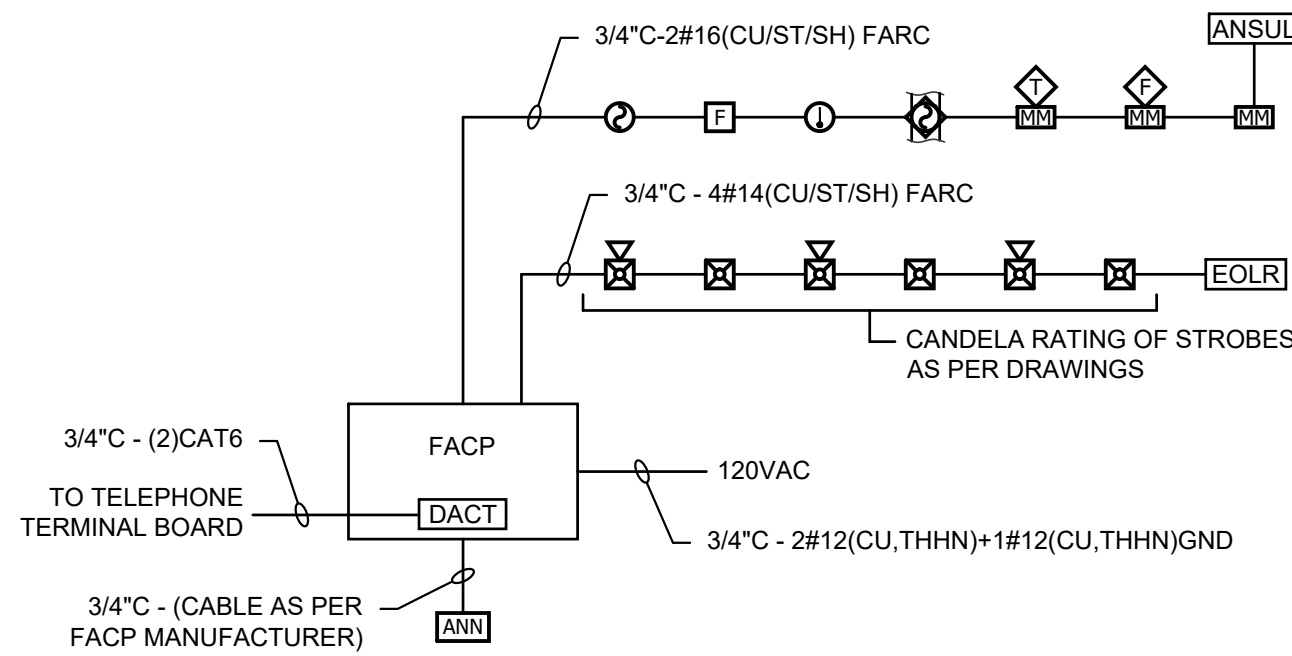 3/4"C-2#16(CU/ST/SH) FARC
ANSUL
T
F
F
MM
MM
MM
3/4"C - 4#14(CU/ST/SH) FARC
EOLR
CANDELA RATING OF STROBES
AS PER DRAWINGS
3/4"C - (2)CAT6
FACP
120VAC
TO TELEPHONE
TERMINAL BOARD
DACT
3/4"C - 2#12(CU,THHN)+1#12(CU,THHN)GND
3/4"C - (CABLE AS PER
FACP MANUFACTURER)
ANN